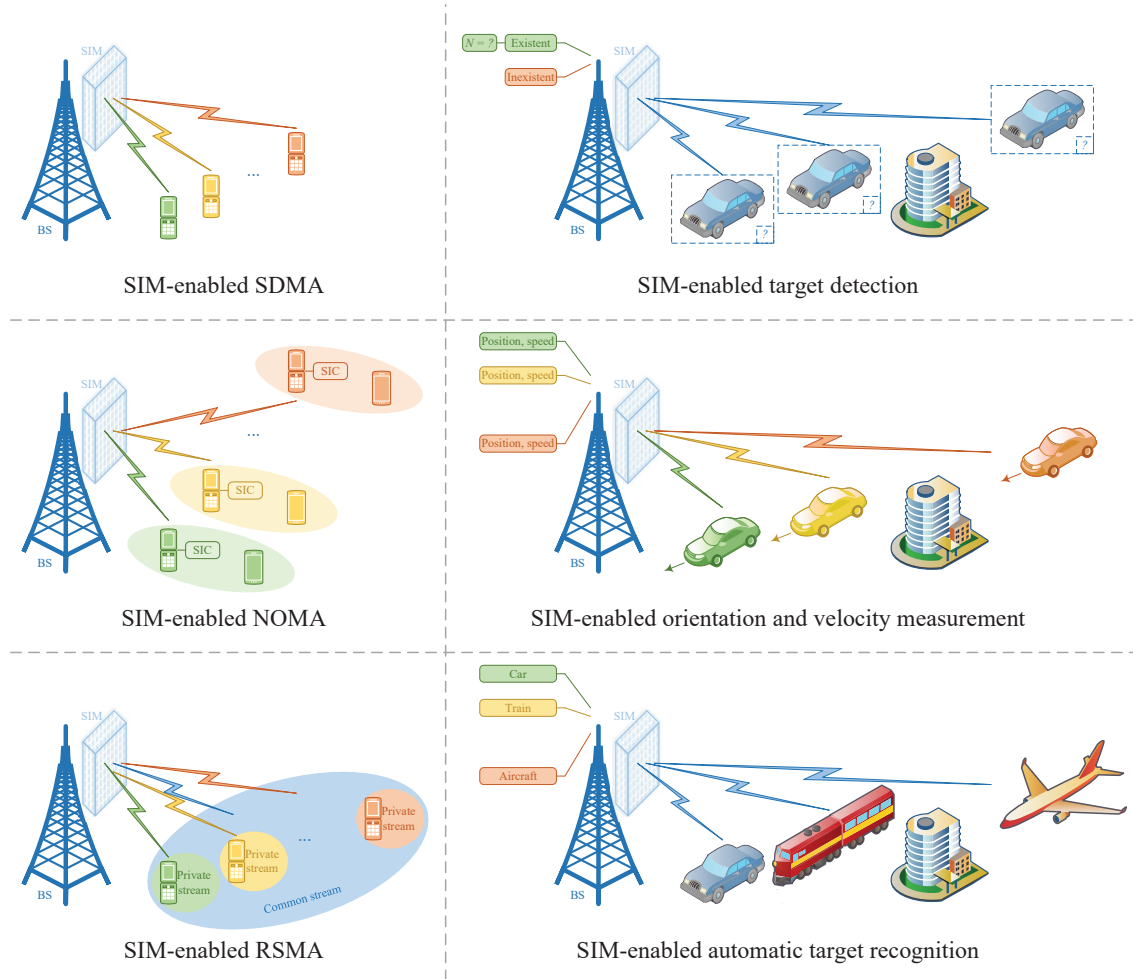 SIM
BS
...
SIM-enabled SDMA
N = ?
Existent
Inexistent
SIM
BS
?
?
?
SIM-enabled target detection
SIM
BS
SIC
...
SIC
SIC
SIM-enabled NOMA
Position, speed
Position, speed
Position, speed
SIM
BS
SIM-enabled orientation and velocity measurement
SIM
BS
...
Private
stream
Private
stream
Private
stream
Common stream
SIM-enabled RSMA
Car
Train
Aircraft
SIM
BS
SIM-enabled automatic target recognition